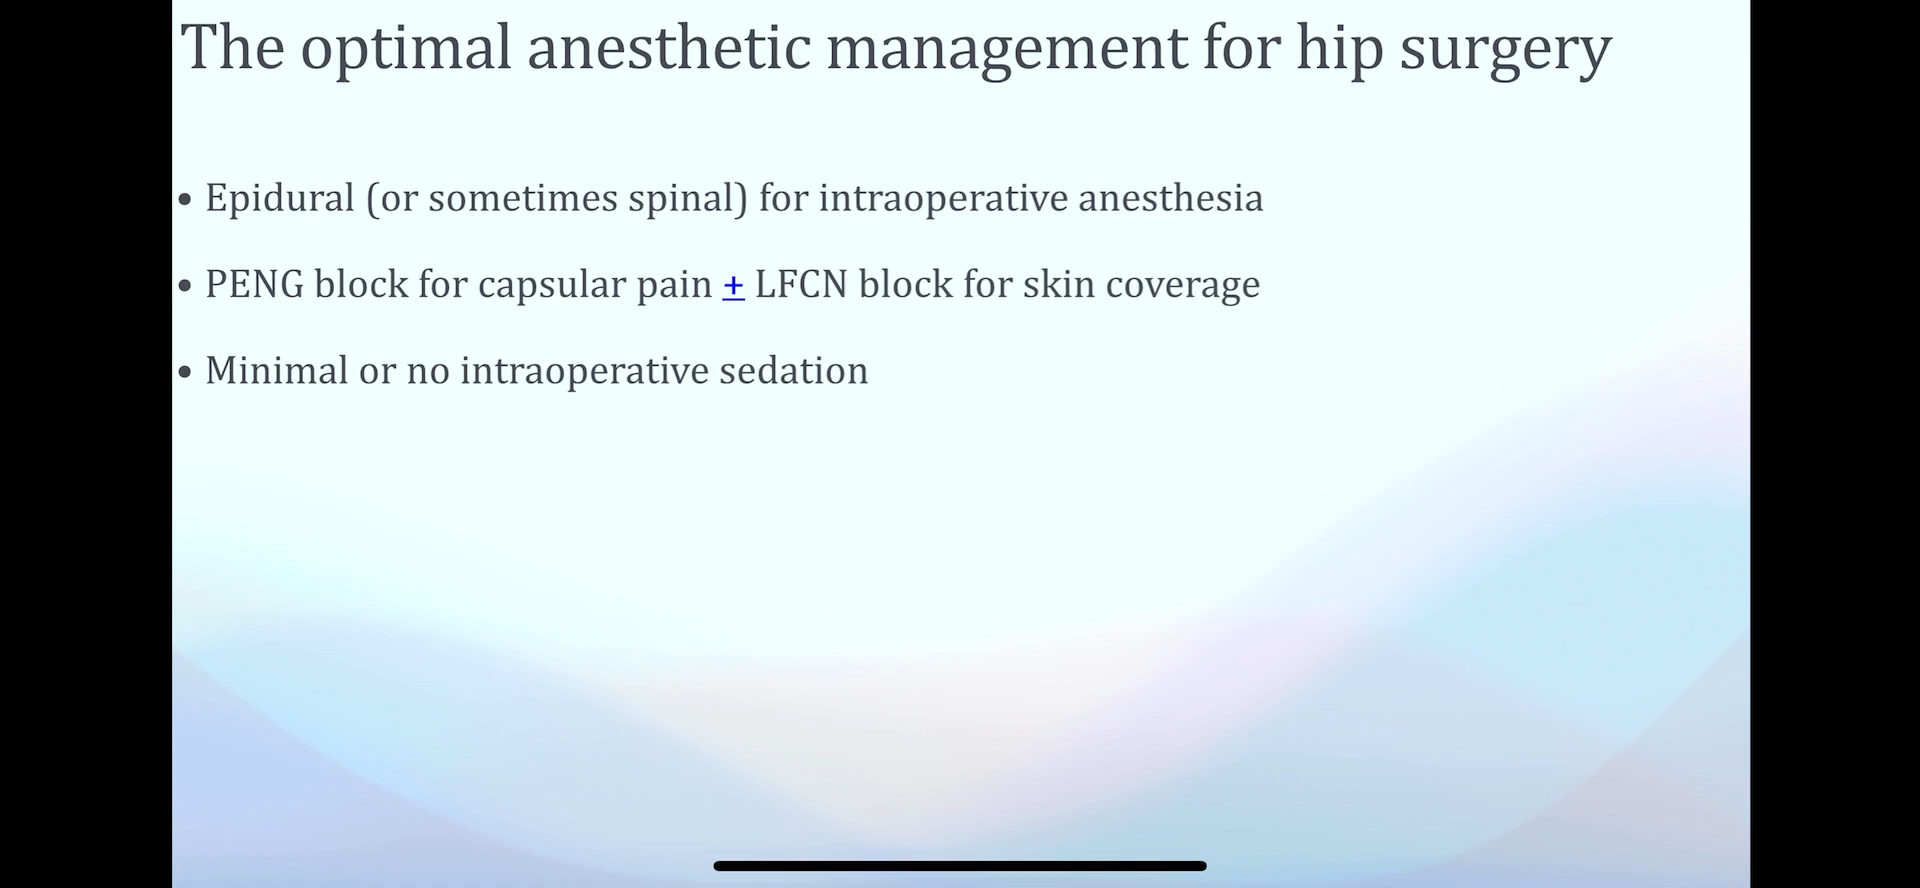 The optimal anesthetic management for hip surgery
• Epidural (or sometimes spinal) for intraoperative anesthesia
• PENG block for capsular pain + LFCN block for skin coverage
• Minimal or no intraoperative sedation